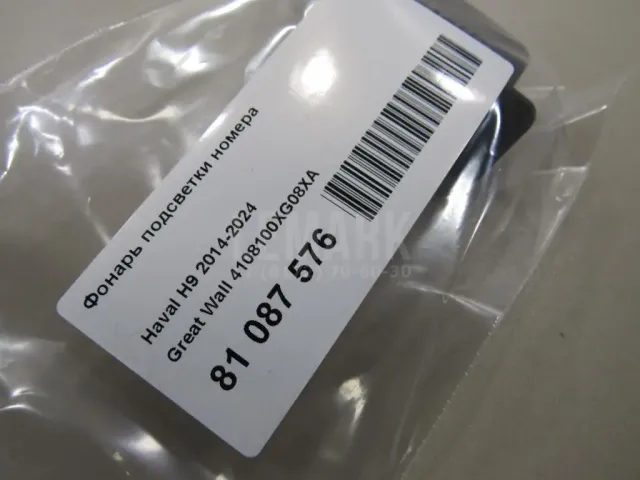 Фонарь подсветки номера
Haval H9 2014-2024
Great Wall 4108100XG08XA
81 087 576